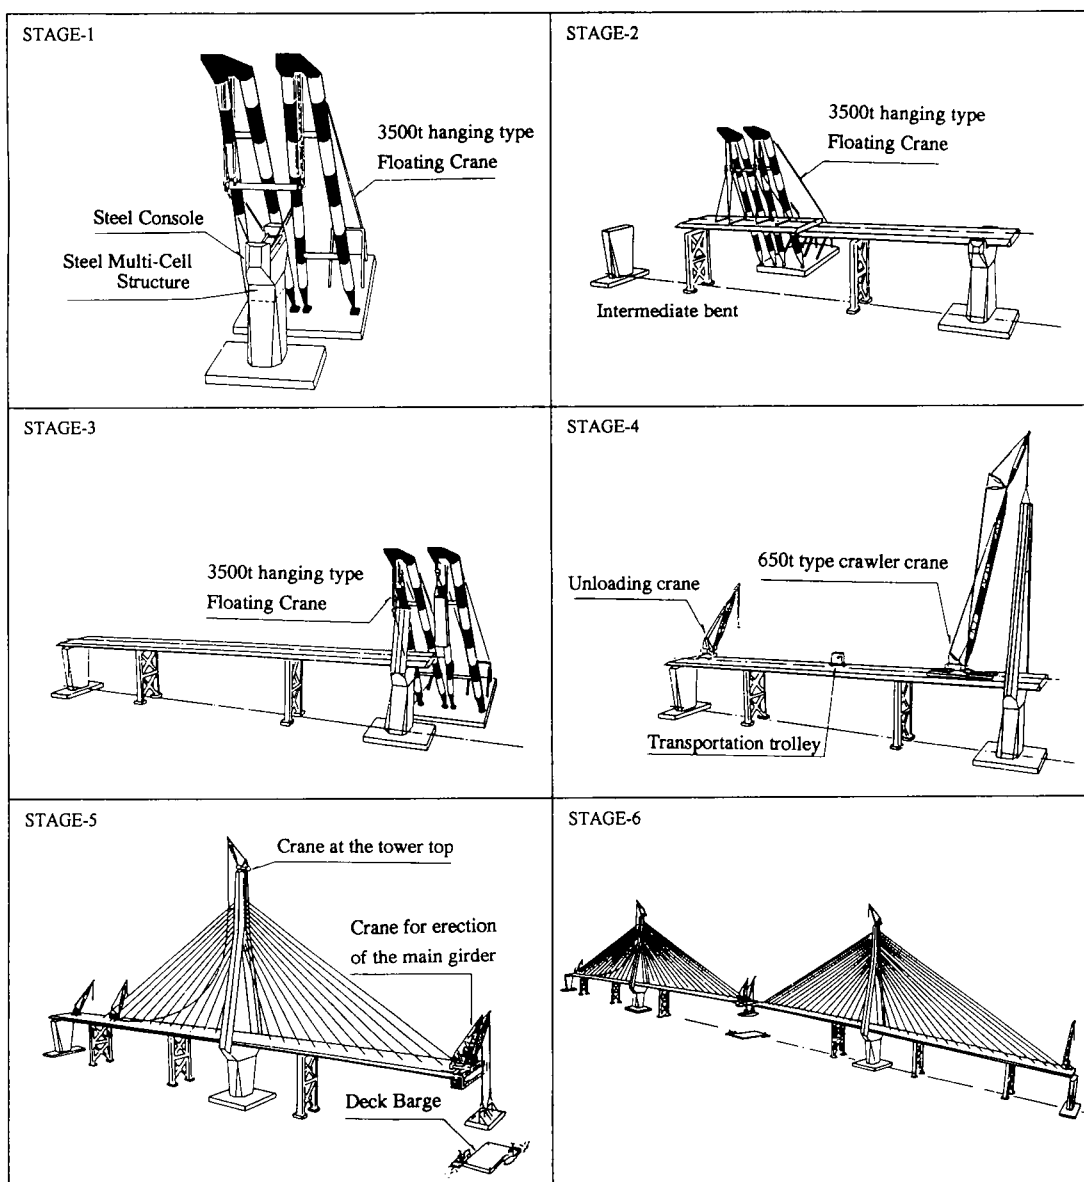 STAGE-1
3500t hanging type
Floating Crane
Steel Console
Steel Multi-Cell
Structure
STAGE-2
3500t hanging type
Floating Crane
Intermediate bent
STAGE-3
3500t hanging type
Floating Crane
STAGE-4
650t type crawler crane
Unloading crane
Transportation trolley
STAGE-5
Crane at the tower top
Crane for erection
of the main girder
Deck Barge
STAGE-6